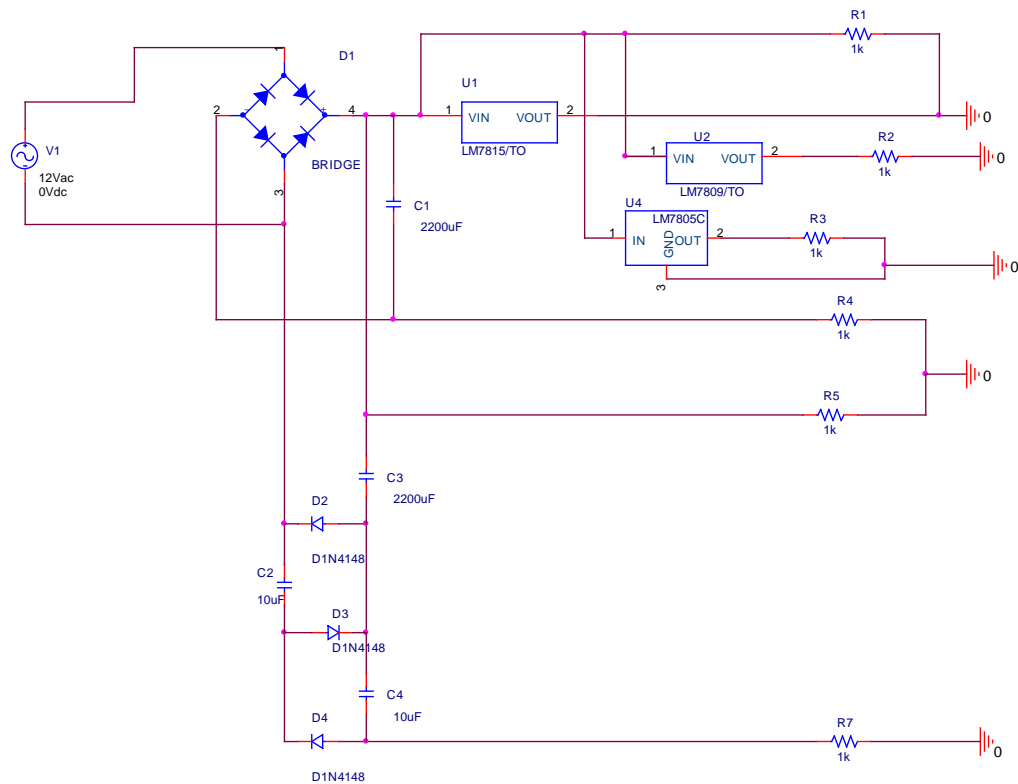 R1
1k
1
D1
U1
2
4
1
VIN
VOUT
2
0
LM7815/TO
U2
R2
V1
12Vac
0Vdc
BRIDGE
3
1
VIN
VOUT
2
1k
0
LM7809/TO
C1
2200uF
U4
LM7805C
R3
1
IN
GND
OUT
2
1k
3
0
R4
1k
0
R5
1k
C3
2200uF
D2
D1N4148
C2
10uF
D3
D1N4148
C4
10uF
D4
R7
1k
0
D1N4148